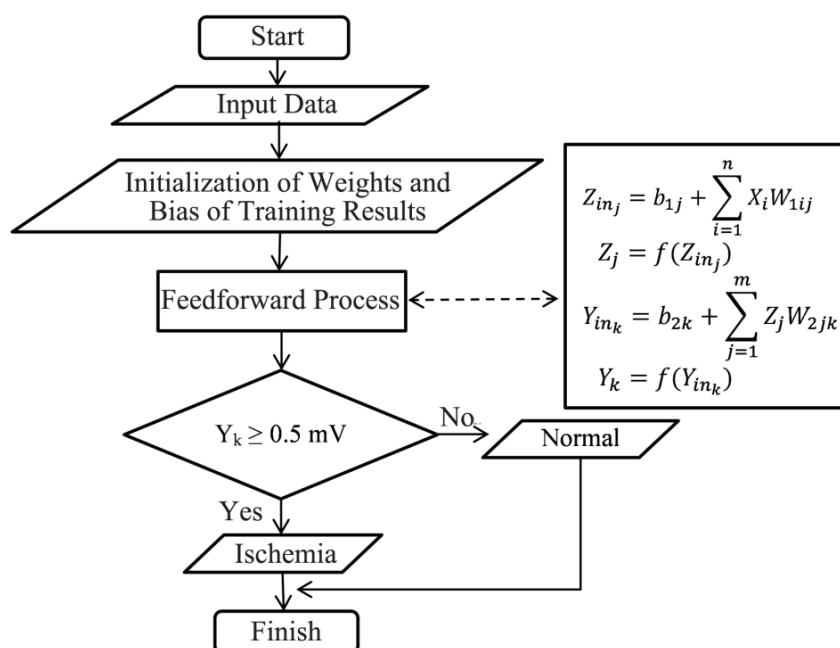 Start
Input Data
Initialization of Weights and
Bias of Training Results
Feedforward Process
Z_{in_j} = b_{1j} + \sum_{i=1}^{n} X_i W_{1ij}
Z_j = f(Z_{in_j})
Y_{in_k} = b_{2k} + \sum_{j=1}^{m} Z_j W_{2jk}
Y_k = f(Y_{in_k})
Y_k ≥ 0.5 mV
No
Normal
Yes
Ischemia
Finish